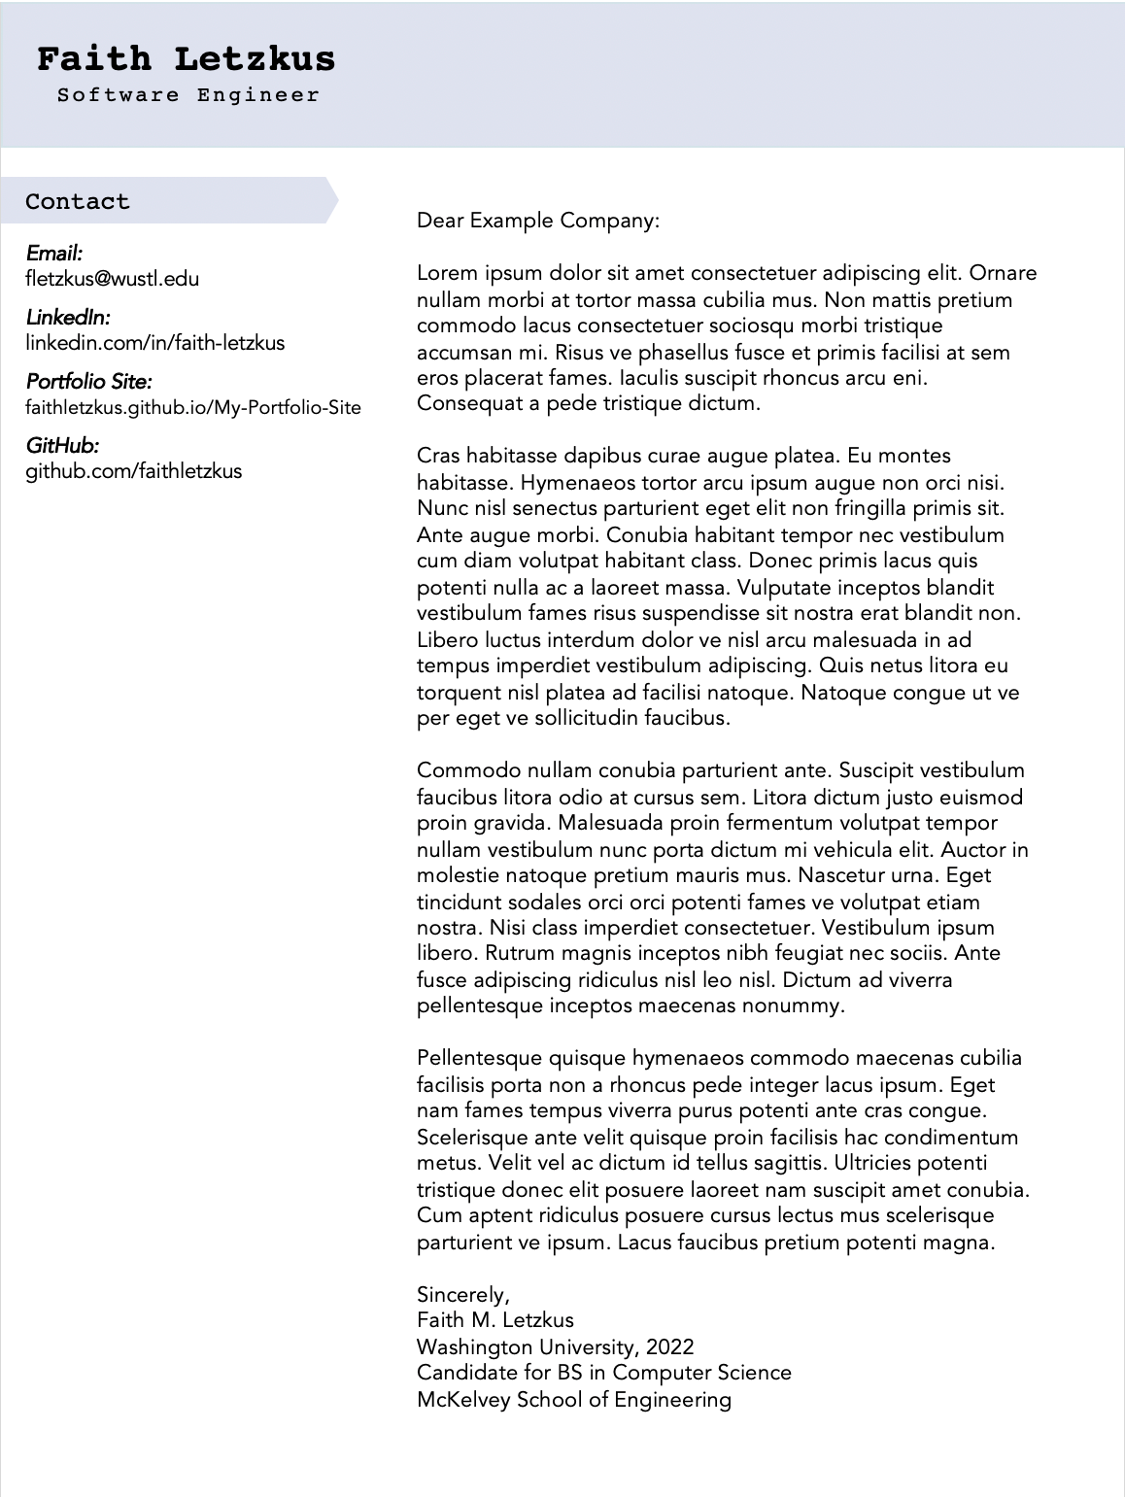 Faith Letzkus
Software Engineer
Contact
Email:
fletzkus@wustl.edu
LinkedIn:
linkedin.com/in/faith-letzkus
Portfolio Site:
faithletzkus.github.io/My-Portfolio-Site
GitHub:
github.com/faithletzkus
Dear Example Company:
Lorem ipsum dolor sit amet consectetuer adipiscing elit. Ornare
nullam morbi at tortor massa cubilia mus. Non mattis pretium
commodo lacus consectetuer sociosqu morbi tristique
accumsan mi. Risus ve phasellus fusce et primis facilisi at sem
eros placerat fames. Iaculis suscipit rhoncus arcu eni.
Consequat a pede tristique dictum.
Cras habitasse dapibus curae augue platea. Eu montes
habitasse. Hymenaeos tortor arcu ipsum augue non orci nisi.
Nunc nisl senectus parturient eget elit non fringilla primis sit.
Ante augue morbi. Conubia habitant tempor nec vestibulum
cum diam volutpat habitant class. Donec primis lacus quis
potenti nulla ac a laoreet massa. Vulputate inceptos blandit
vestibulum fames risus suspendisse sit nostra erat blandit non.
Libero luctus interdum dolor ve nisl arcu malesuada in ad
tempus imperdiet vestibulum adipiscing. Quis netus litora eu
torquent nisl platea ad facilisi natoque. Natoque congue ut ve
per eget ve sollicitudin faucibus.
Commodo nullam conubia parturient ante. Suscipit vestibulum
faucibus litora odio at cursus sem. Litora dictum justo euismod
proin gravida. Malesuada proin fermentum volutpat tempor
nullam vestibulum nunc porta dictum mi vehicula elit. Auctor in
molestie natoque pretium mauris mus. Nascetur urna. Eget
tincidunt sodales orci orci potenti fames ve volutpat etiam
nostra. Nisi class imperdiet consectetuer. Vestibulum ipsum
libero. Rutrum magnis inceptos nibh feugiat nec sociis. Ante
fusce adipiscing ridiculus nisl leo nisl. Dictum ad viverra
pellentesque inceptos maecenas nonummy.
Pellentesque quisque hymenaeos commodo maecenas cubilia
facilisis porta non a rhoncus pede integer lacus ipsum. Eget
nam fames tempus viverra purus potenti ante cras congue.
Scelerisque ante velit quisque proin facilisis hac condimentum
metus. Velit vel ac dictum id tellus sagittis. Ultricies potenti
tristique donec elit posuere laoreet nam suscipit amet conubia.
Cum aptent ridiculus posuere cursus lectus mus scelerisque
parturient ve ipsum. Lacus faucibus pretium potenti magna.
Sincerely,
Faith M. Letzkus
Washington University, 2022
Candidate for BS in Computer Science
McKelvey School of Engineering